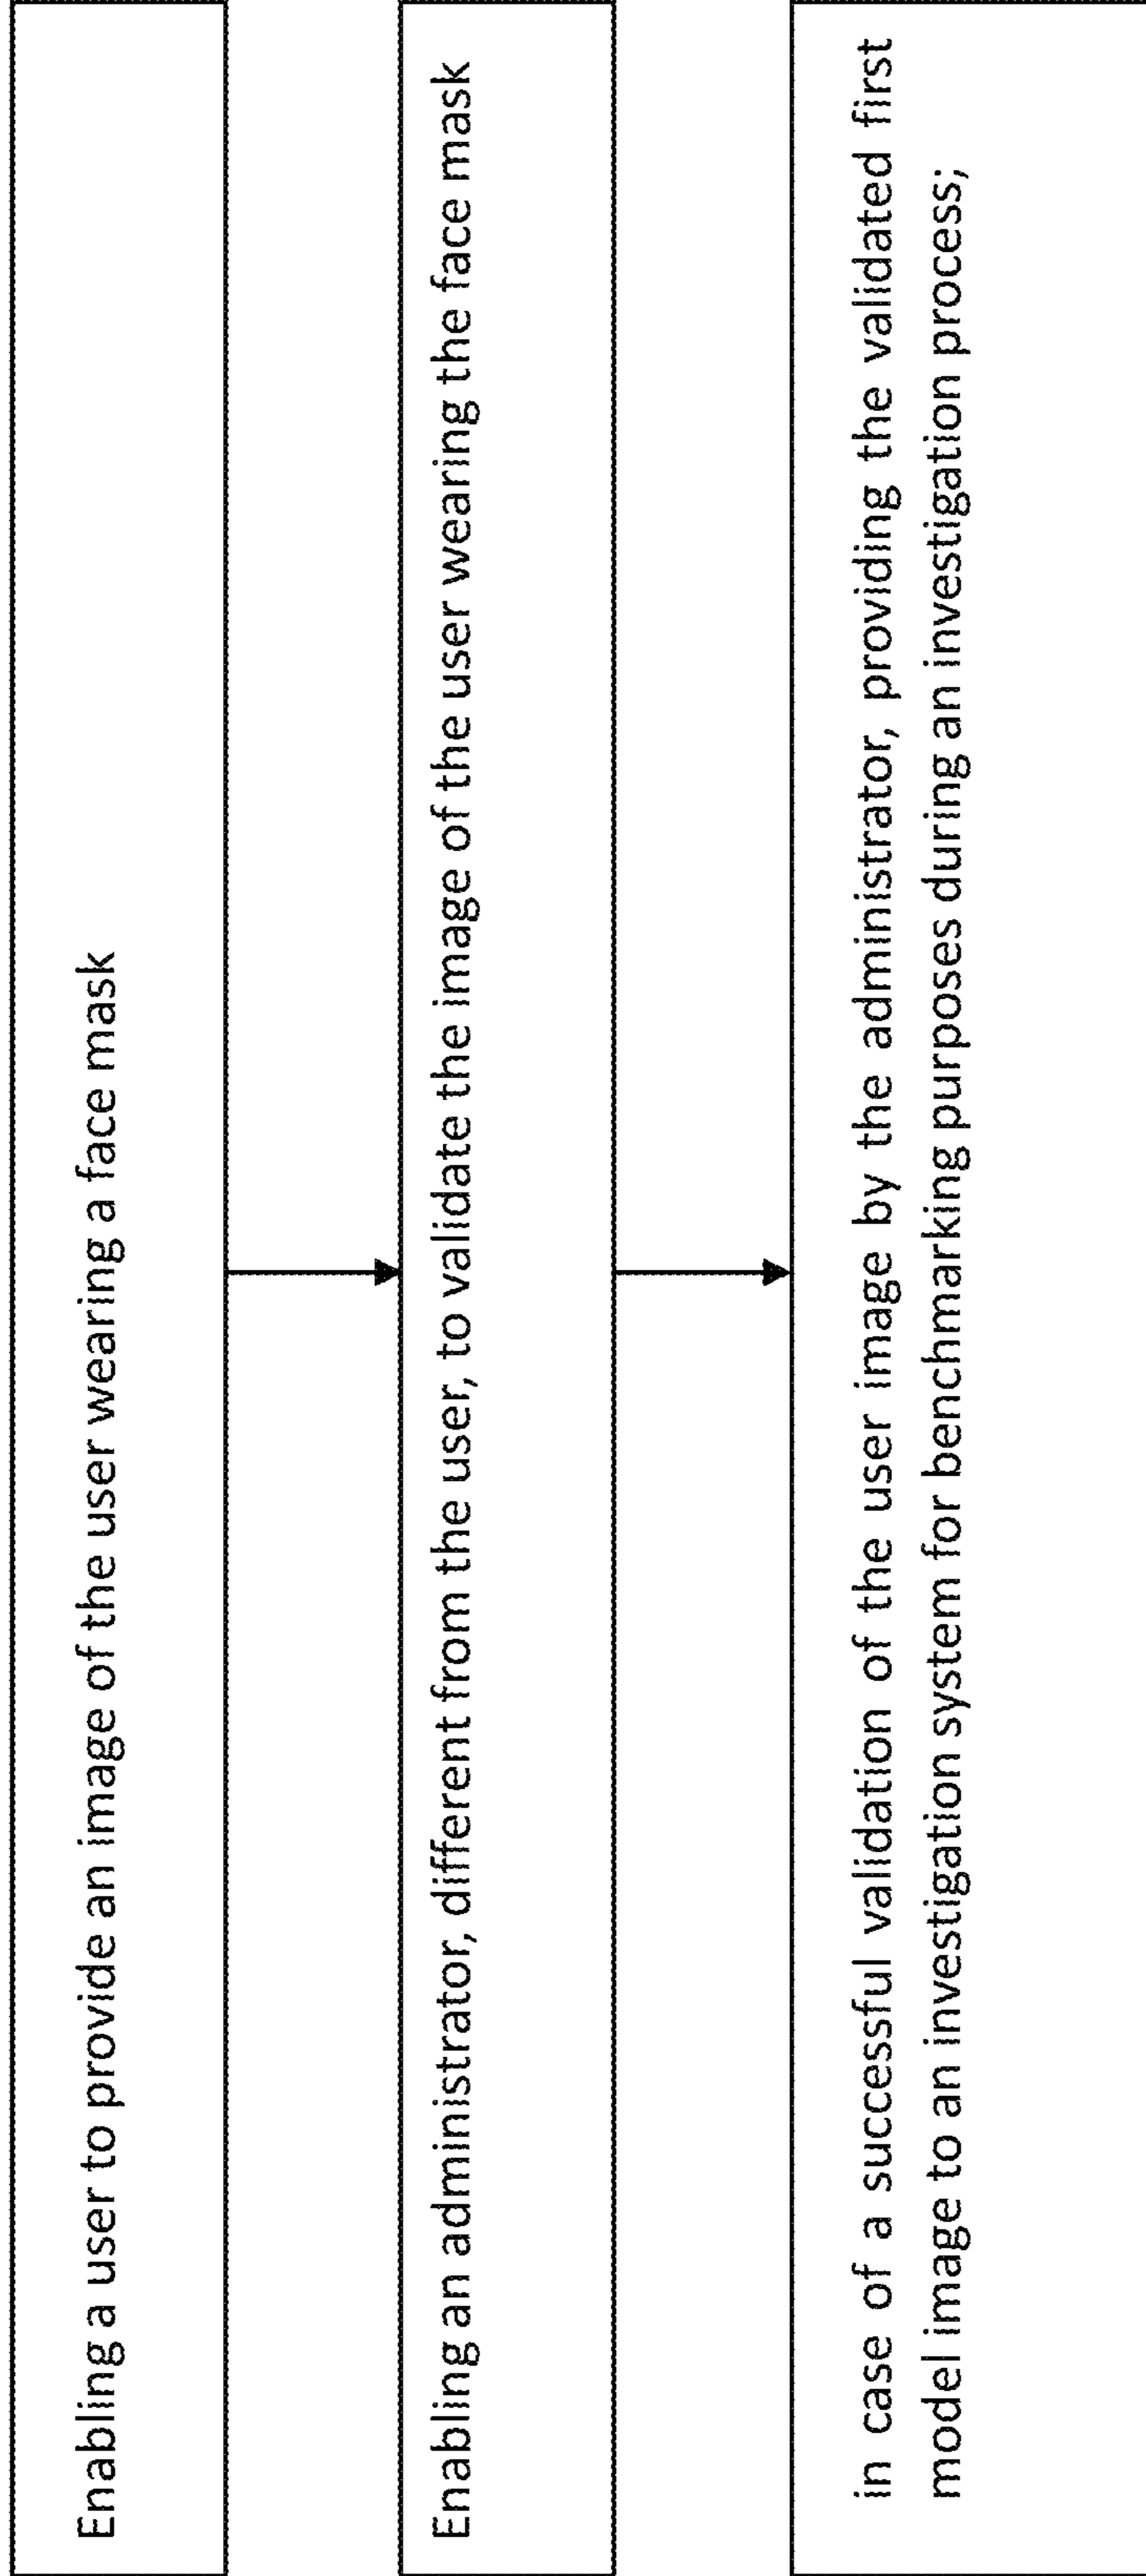 Enabling a user to provide an image of the user wearing a face mask
Enabling an administrator, different from the user, to validate the image of the user wearing the face mask
in case of a successful validation of the user image by the administrator, providing the validated first
model image to an investigation system for benchmarking purposes during an investigation process;